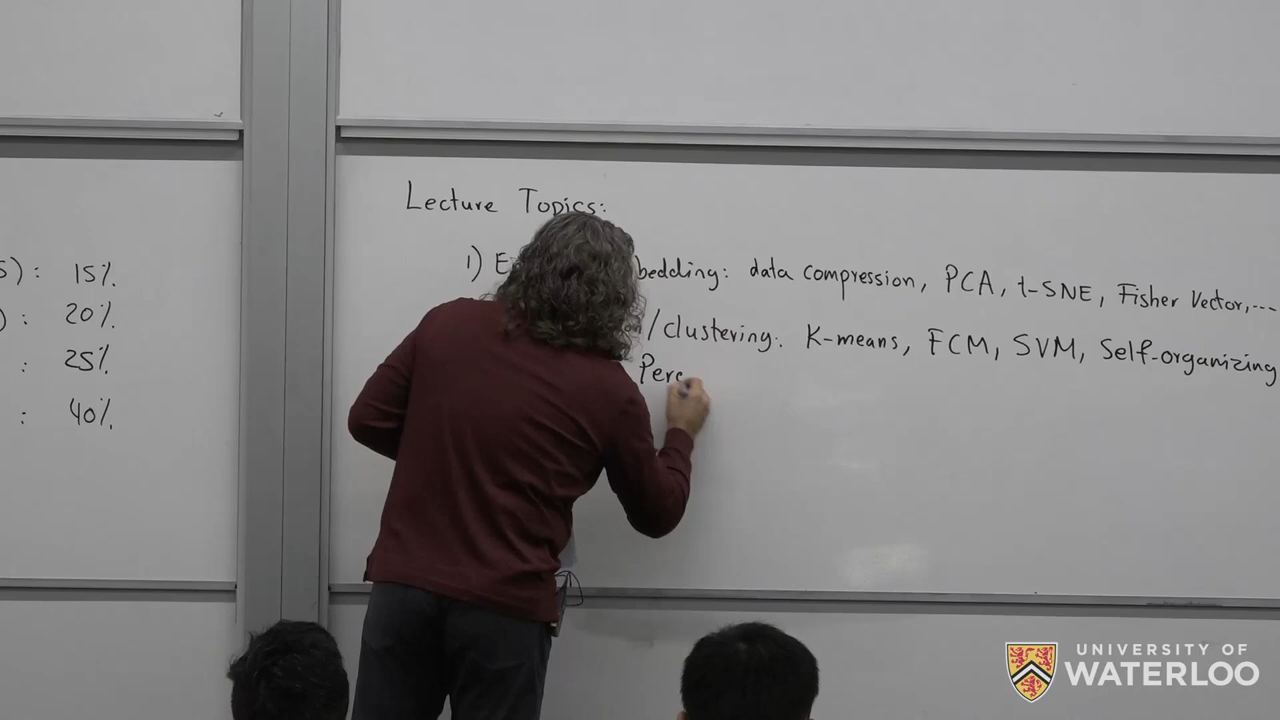 Lecture Topics:
1) E bedding: data compression, PCA, t-SNE, Fisher Vector,---
/clustering: K-means, FCM, SVM, Self-organizing
Perc
S): 15%
): 20%
: 25%
: 40%
UNIVERSITY OF
WATERLOO